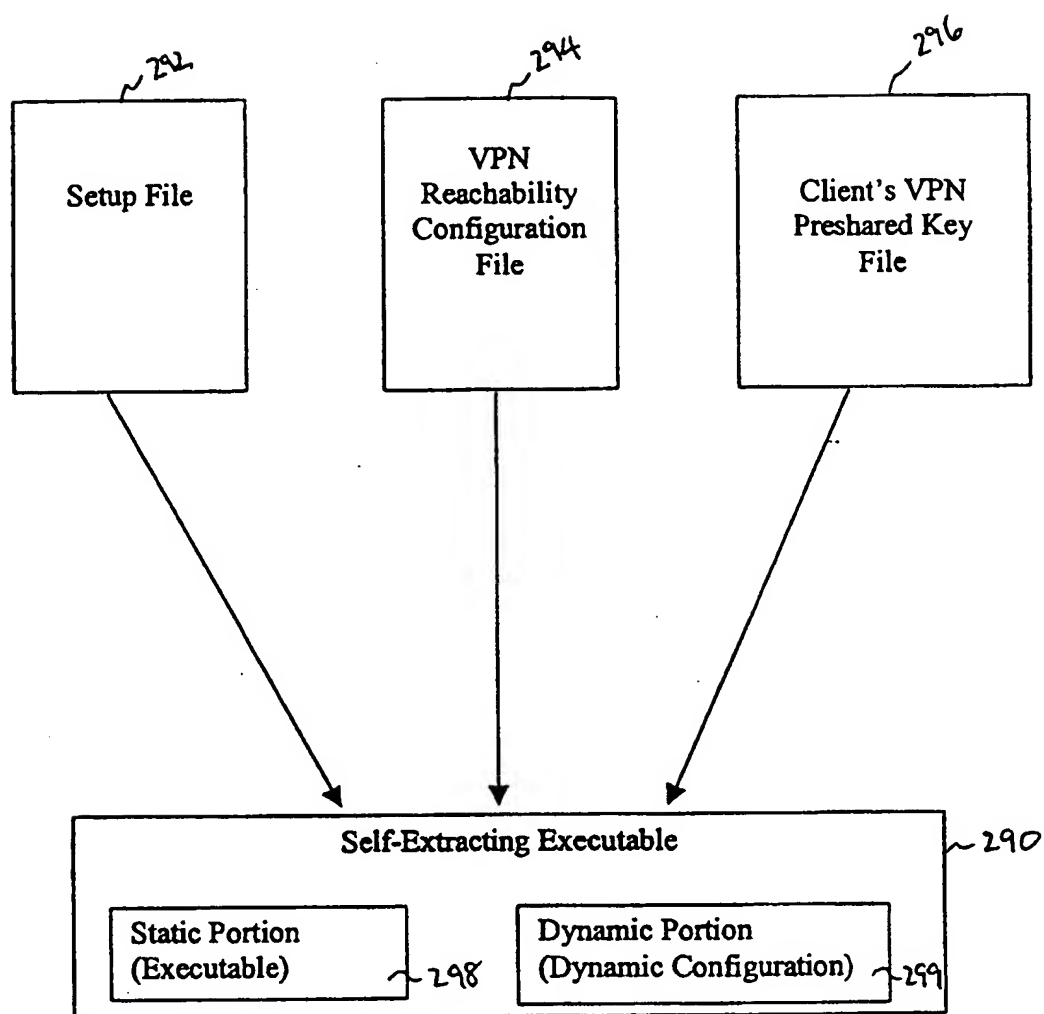 292
294
296
Setup File
VPN
Reachability
Configuration
File
Client's VPN
Preshared Key
File
Self-Extracting Executable
290
Static Portion
(Executable)
298
Dynamic Portion
(Dynamic Configuration)
299